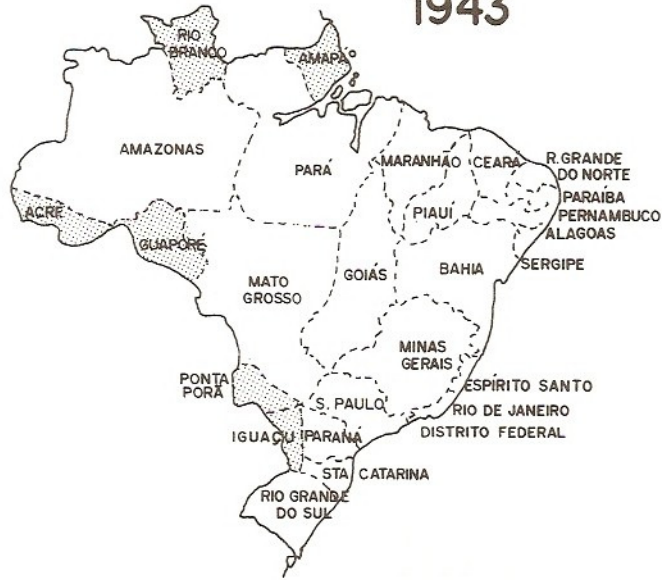 1943
RIO
BRANCO
AMAPÁ
AMAZONAS
PARÁ
MARANHÃO
CEARA
R. GRANDE
DO NORTE
PARAÍBA
PERNAMBUCO
ALAGOAS
SERGIPE
ACRE
GUAPORÉ
PIAUI
MATO
GROSSO
GOIÁS
BAHIA
MINAS
GERAIS
ESPÍRITO SANTO
RIO DE JANEIRO
DISTRITO FEDERAL
PONTA
PORÃ
S. PAULO
IGUAÇU
PARANÁ
STA CATARINA
RIO GRANDE
DO SUL